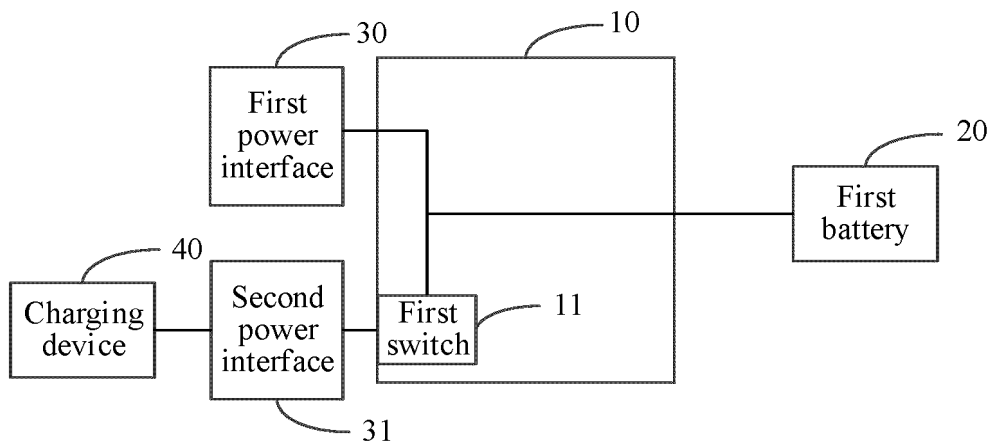 30
10
First
power
interface
20
First
battery
40
Charging
device
Second
power
interface
First
switch
11
31